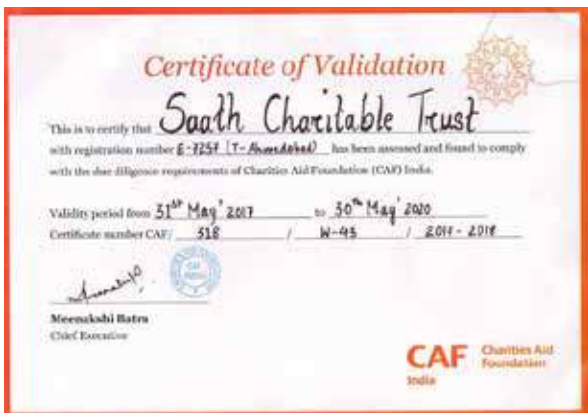 Certificate of Validation
This is to certify that Saath Charitable Trust
with registration number E-7257 (T-Ahmedabad) has been assessed and found to comply
with the due diligence requirements of Charities Aid Foundation (CAF) India.
Validity period from 31st May' 2017 to 30th May' 2020
Certificate number CAF/ 518 / W-43 / 2017 - 2018
Meenakshi Batra
Chief Executive
CAF Charities Aid
Foundation
India